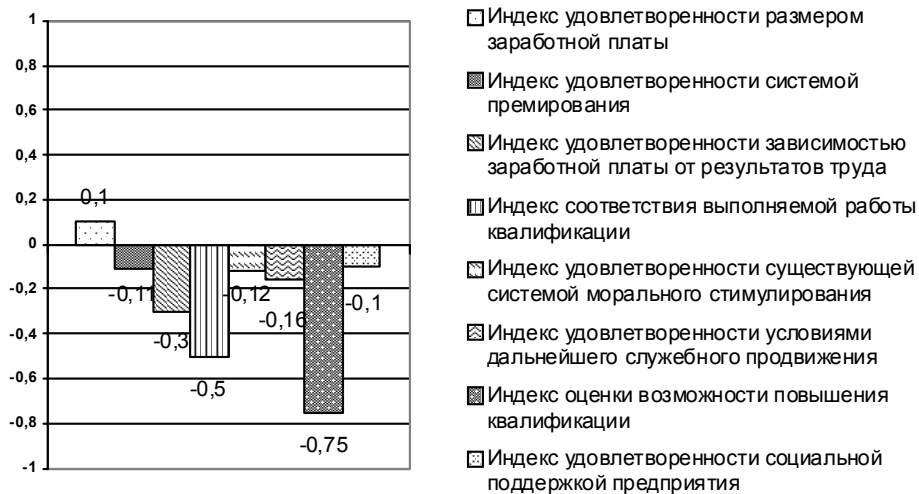 1
0,8
0,6
0,4
0,2
0
-0,2
-0,4
-0,6
-0,8
-1
0,1
-0,11
-0,3
-0,5
-0,12
-0,16
-0,75
-0,1
Индекс удовлетворенности размером
заработной платы
Индекс удовлетворенности системой
премирования
Индекс удовлетворенности зависимостью
заработной платы от результатов труда
Индекс соответствия выполняемой работы
квалификации
Индекс удовлетворенности существующей
системой морального стимулирования
Индекс удовлетворенности условиями
дальнейшего служебного продвижения
Индекс оценки возможности повышения
квалификации
Индекс удовлетворенности социальной
поддержкой предприятия